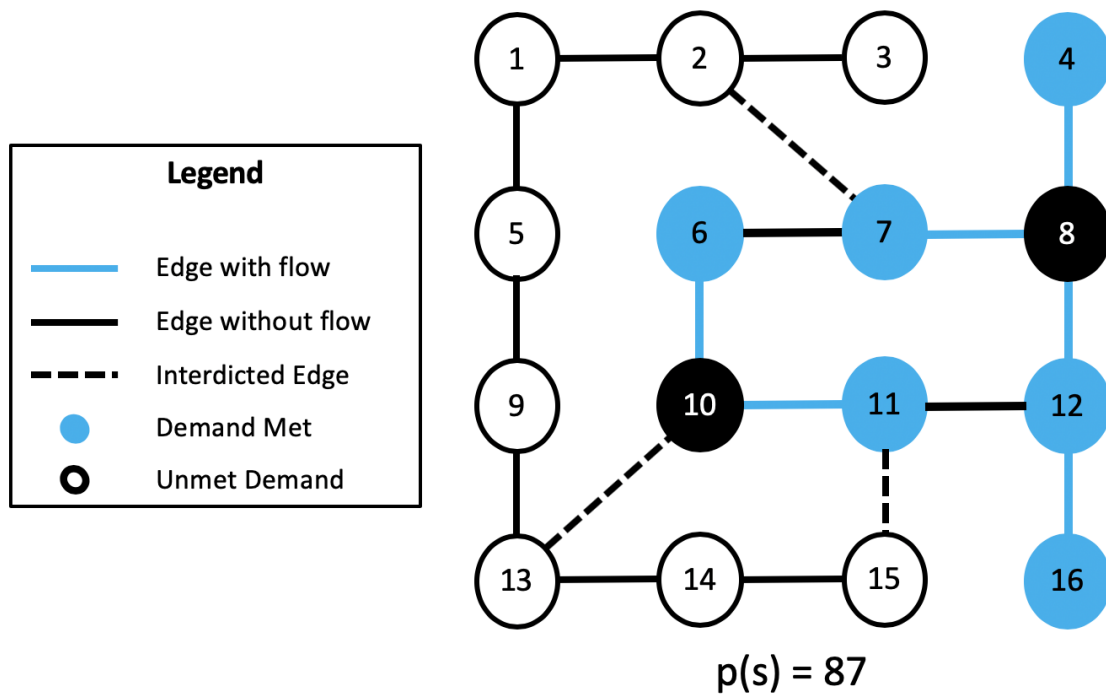 1 2 3 4
Legend
5 6 7 8
Edge with flow
Edge without flow
Interdicted Edge
9 10 11 12
Demand Met
Unmet Demand
13 14 15 16
p(s) = 87